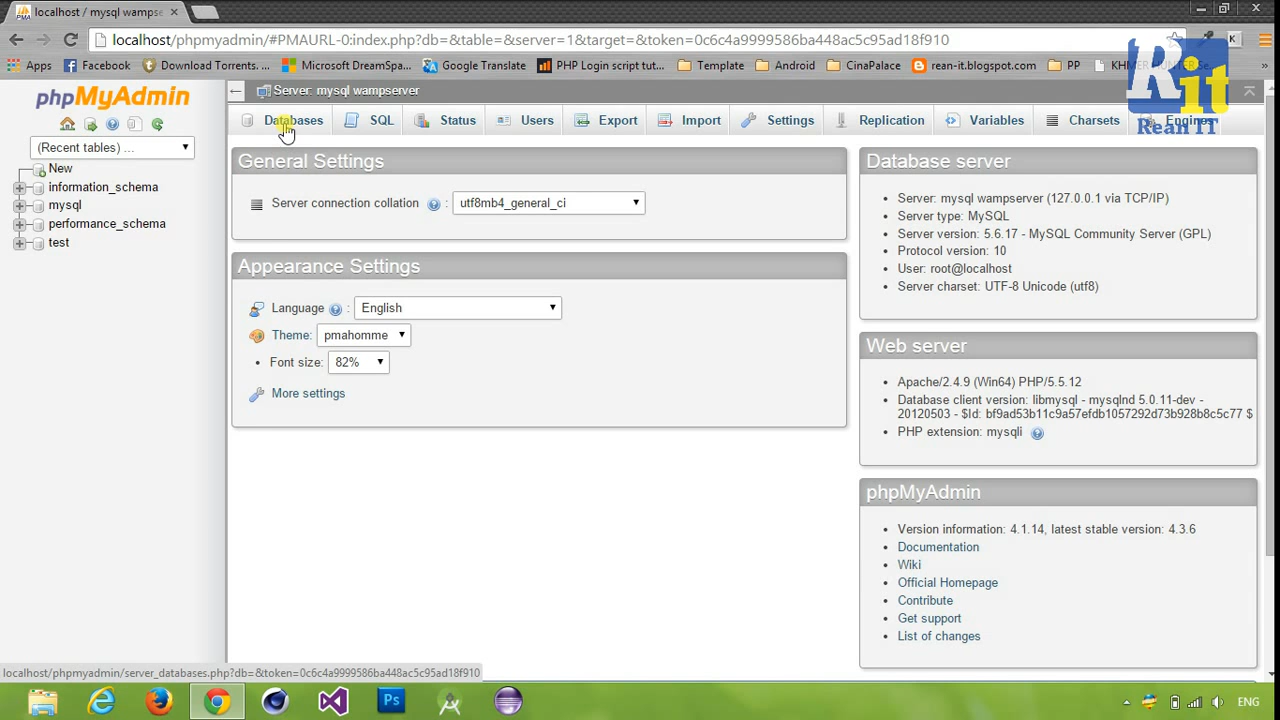 localhost / mysql wampse
localhost/phpmyadmin/#PMAURL-0:index.php?db=&table=&server=1&target=&token=0c6c4a9999586ba448ac5c95ad18f910
Apps Facebook Download Torrents. ... Microsoft DreamSpa... Google Translate PHP Login script tut... Template Android CinaPalace rean-it.blogspot.com PP KHMER HUNTER Se
Rit
Rean IT
phpMyAdmin
(Recent tables) ...
New
information_schema
mysql
performance_schema
test
Server: mysql wampserver
Databases SQL Status Users Export Import Settings Replication Variables Charsets Engines
General Settings
Server connection collation : utf8mb4_general_ci
Appearance Settings
Language : English
Theme: pmahomme
• Font size: 82%
More settings
Database server
• Server: mysql wampserver (127.0.0.1 via TCP/IP)
• Server type: MySQL
• Server version: 5.6.17 - MySQL Community Server (GPL)
• Protocol version: 10
• User: root@localhost
• Server charset: UTF-8 Unicode (utf8)
Web server
• Apache/2.4.9 (Win64) PHP/5.5.12
• Database client version: libmysql - mysqlnd 5.0.11-dev -
20120503 - $Id: bf9ad53b11c9a57efdb1057292d73b928b8c5c77 $
• PHP extension: mysqli
phpMyAdmin
• Version information: 4.1.14, latest stable version: 4.3.6
• Documentation
• Wiki
• Official Homepage
• Contribute
• Get support
• List of changes
localhost/phpmyadmin/server_databases.php?db=&token=0c6c4a9999586ba448ac5c95ad18f910
Ps
ENG